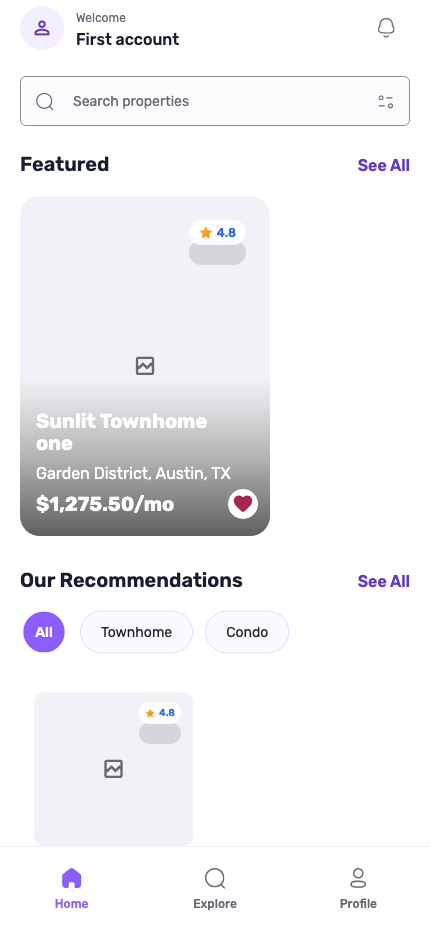 Welcome
First account
Search properties
Featured
See All
4.8
Sunlit Townhome
one
Garden District, Austin, TX
$1,275.50/mo
Our Recommendations
See All
All
Townhome
Condo
4.8
Home
Explore
Profile